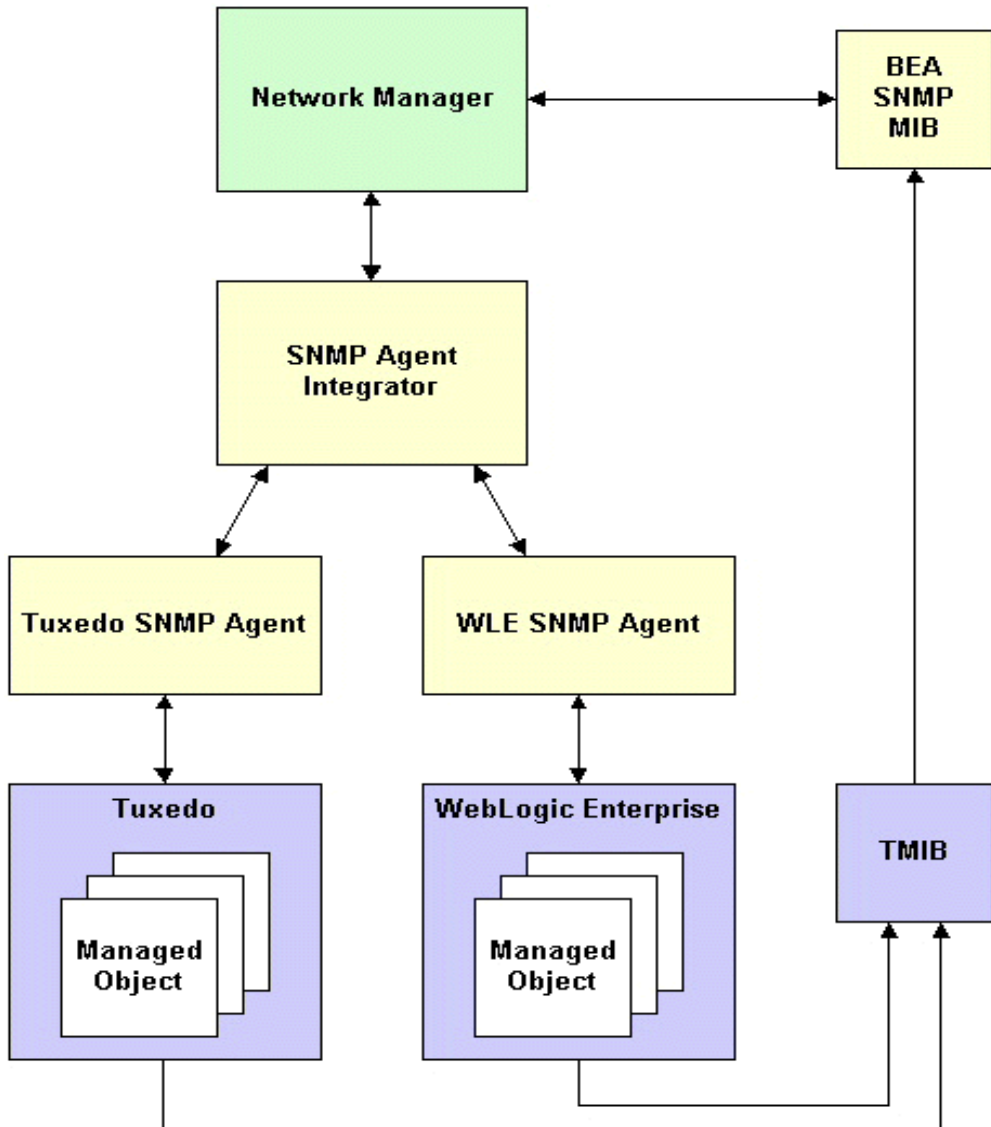 Network Manager
BEA
SNMP
MIB
SNMP Agent
Integrator
Tuxedo SNMP Agent
WLE SNMP Agent
Tuxedo
Managed
Object
WebLogic Enterprise
Managed
Object
TMIB